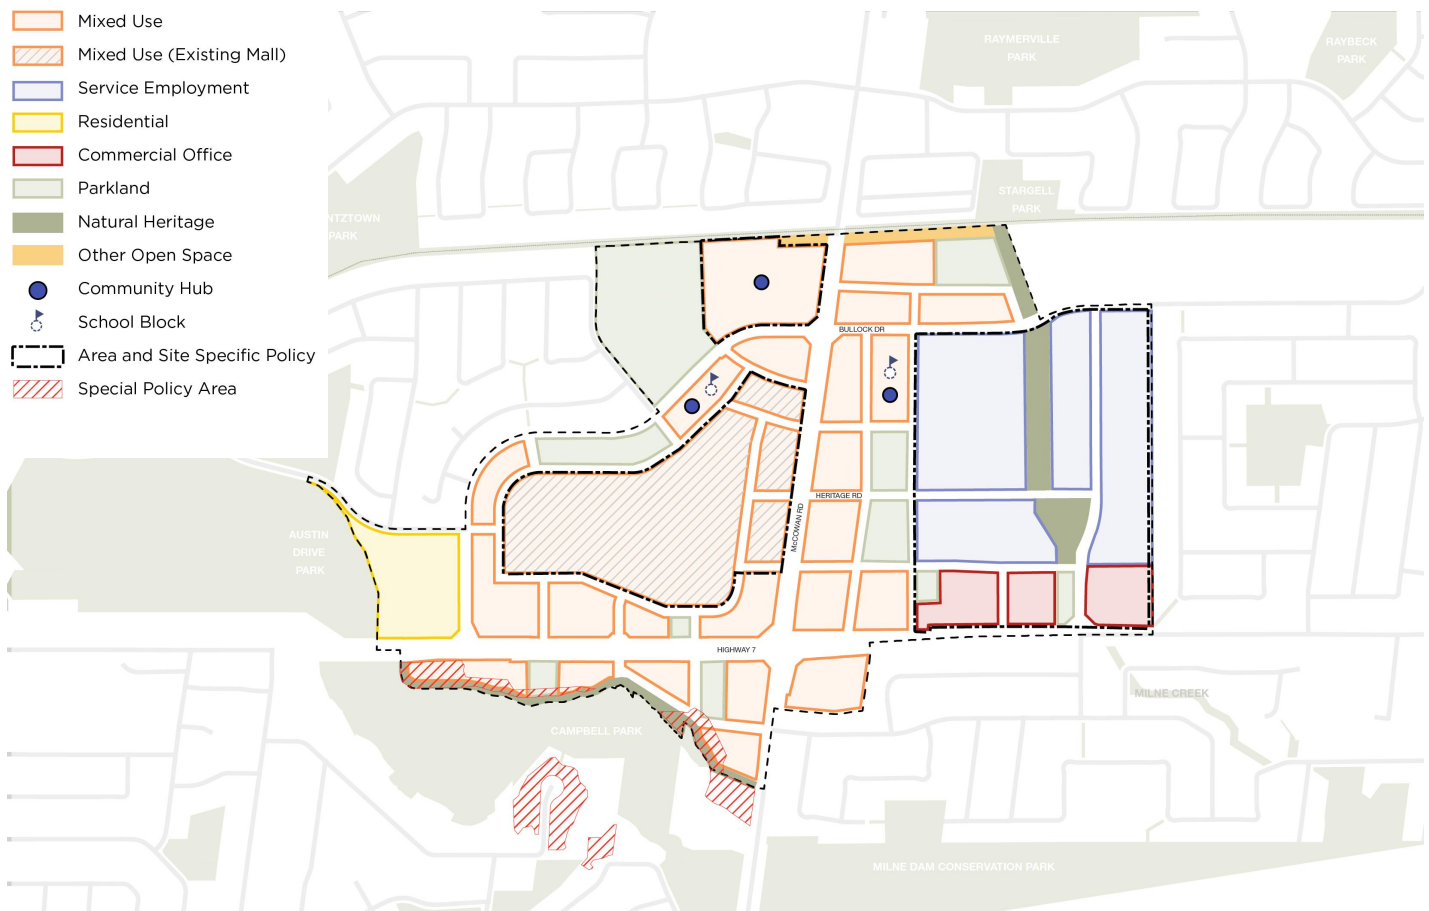 Mixed Use
Mixed Use (Existing Mall)
Service Employment
Residential
Commercial Office
Parkland
Natural Heritage
Other Open Space
Community Hub
School Block
Area and Site Specific Policy
Special Policy Area
RAYMERVILLE
PARK
RAYBECK
PARK
STARGELL
PARK
NTZTOWN
PARK
BULLOCK DR
HERITAGE RD
McCOWAN RD
AUSTIN
DRIVE
PARK
HIGHWAY 7
MILNE CREEK
CAMPBELL PARK
MILNE DAM CONSERVATION PARK